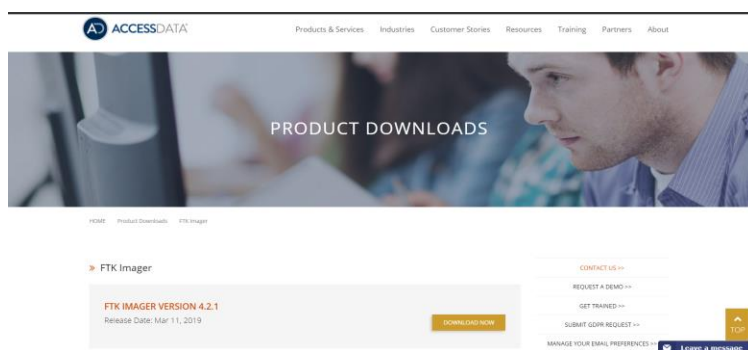 ACCESSDATA
Products & Services Industries Customer Stories Resources Training Partners About
PRODUCT DOWNLOADS
HOME Product Downloads FTK Imager
» FTK Imager
FTK IMAGER VERSION 4.2.1
Release Date: Mar 11, 2019
DOWNLOAD NOW
CONTACT US >>
REQUEST A DEMO >>
GET TRAINED >>
SUBMIT GDPR REQUEST >>
MANAGE YOUR EMAIL PREFERENCES >>
TOP
Leave a message